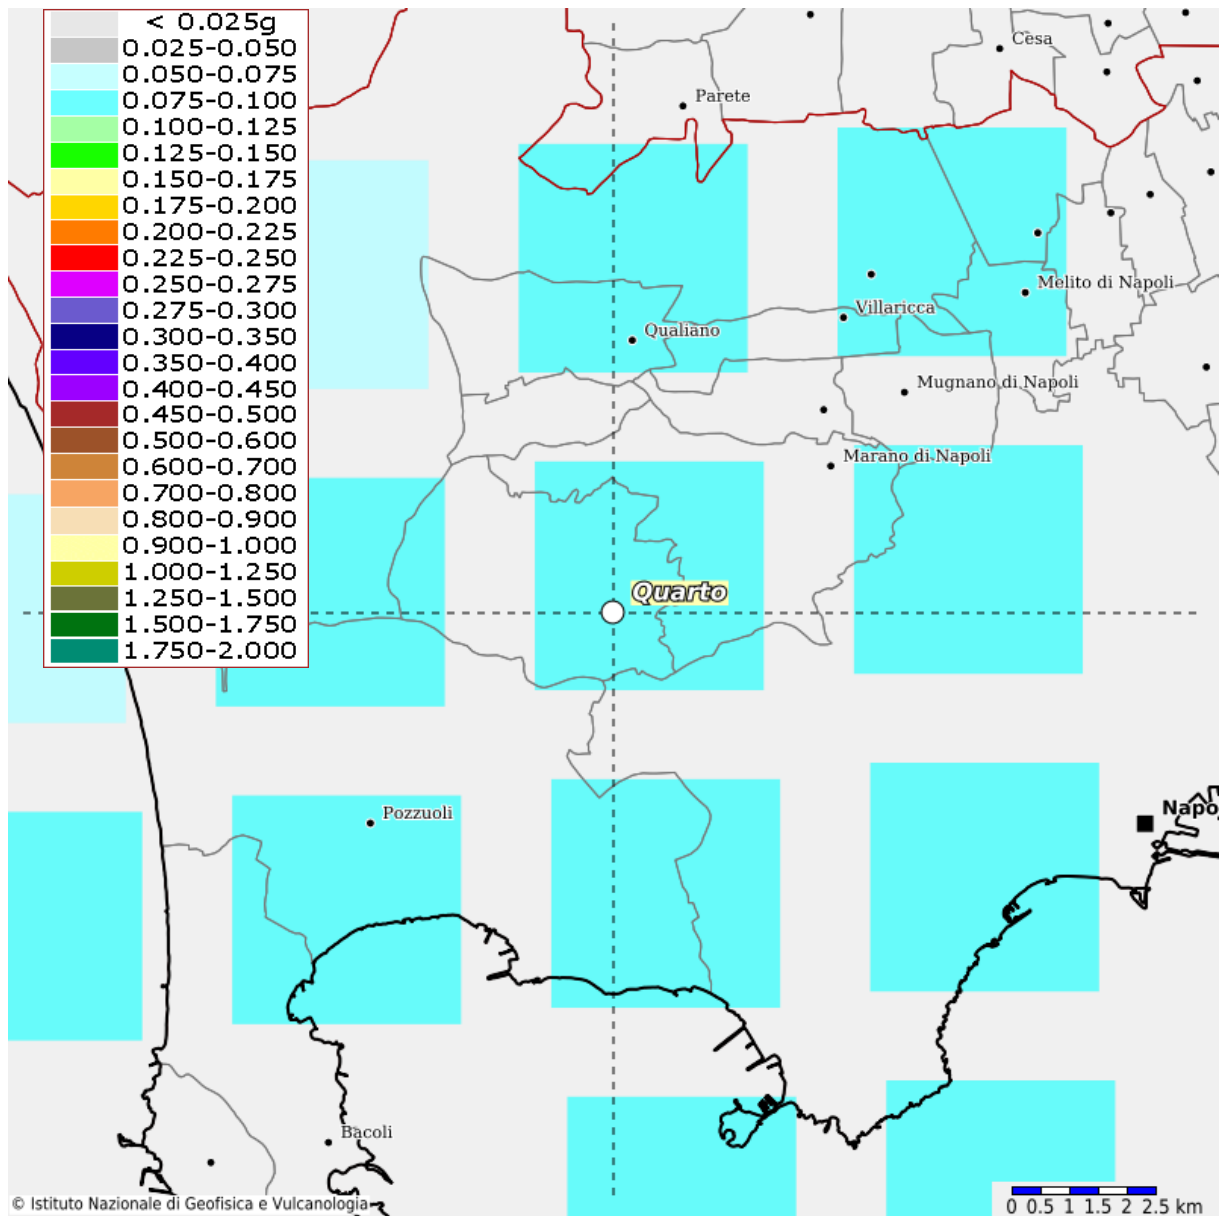 < 0.025g
0.025-0.050
0.050-0.075
0.075-0.100
0.100-0.125
0.125-0.150
0.150-0.175
0.175-0.200
0.200-0.225
0.225-0.250
0.250-0.275
0.275-0.300
0.300-0.350
0.350-0.400
0.400-0.450
0.450-0.500
0.500-0.600
0.600-0.700
0.700-0.800
0.800-0.900
0.900-1.000
1.000-1.250
1.250-1.500
1.500-1.750
1.750-2.000
Cesa
Parete
Melito di Napoli
Villaricca
Qualiano
Mugnano di Napoli
Marano di Napoli
Quarto
Pozzuoli
Napo
Bacoli
© Istituto Nazionale di Geofisica e Vulcanologia
0 0.5 1 1.5 2 2.5 km